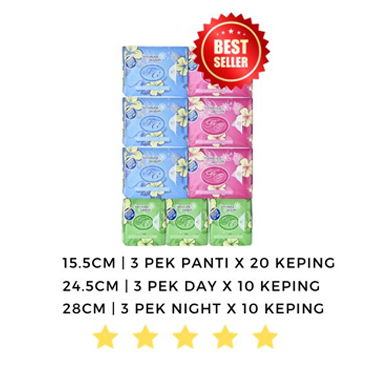 BEST
SELLER
15.5CM | 3 PEK PANTI X 20 KEPING
24.5CM | 3 PEK DAY X 10 KEPING
28CM | 3 PEK NIGHT X 10 KEPING